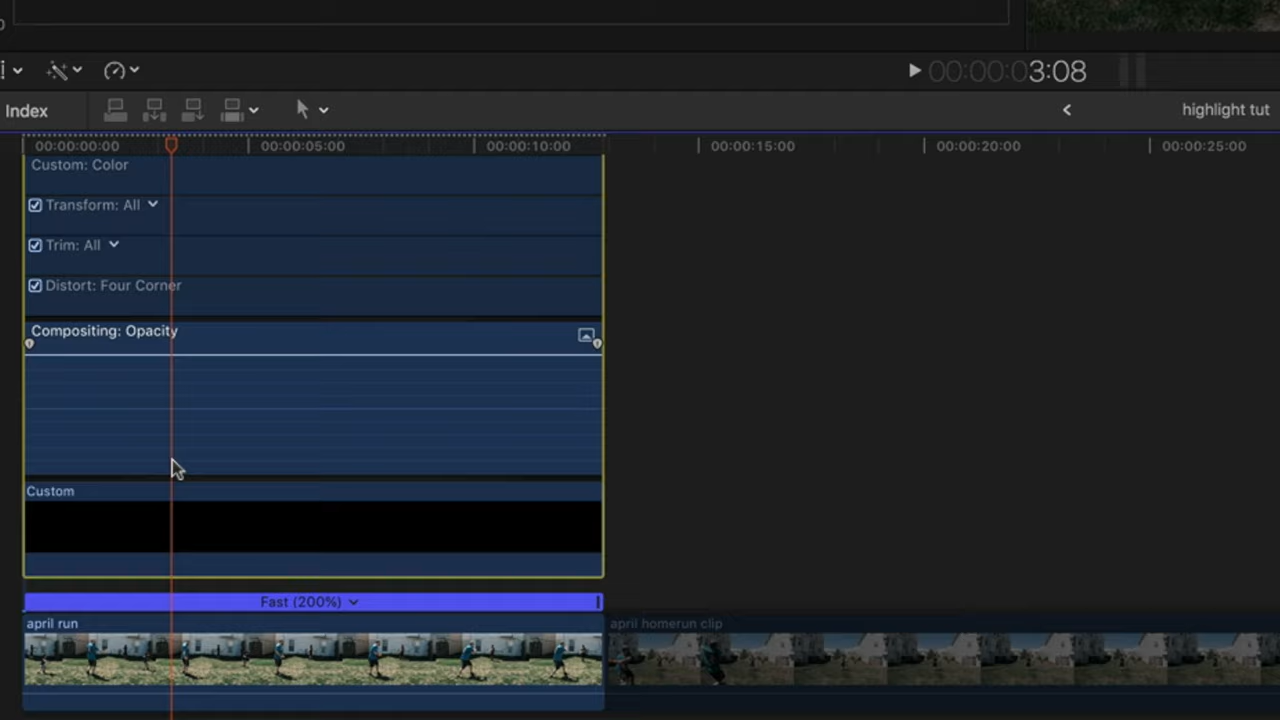 00:00:03:08
Index
highlight tut
00:00:00:00 00:00:05:00 00:00:10:00 00:00:15:00 00:00:20:00 00:00:25:00
Custom: Color
Transform: All
Trim: All
Distort: Four Corner
Compositing: Opacity
Custom
Fast (200%)
april run
april homerun clip